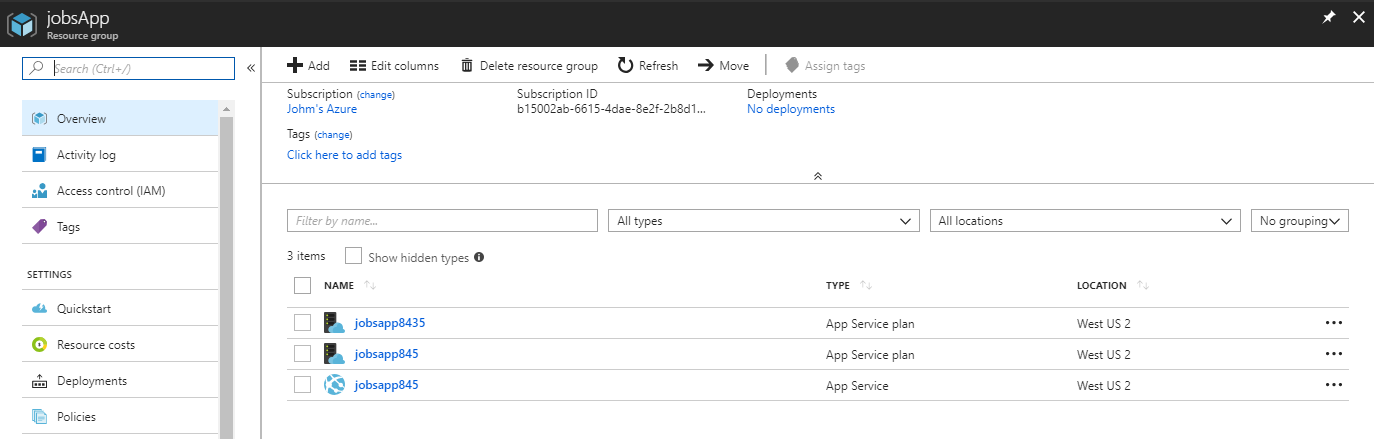 jobsApp
Resource group
Search (Ctrl+/)
Overview
Activity log
Access control (IAM)
Tags
SETTINGS
Quickstart
Resource costs
Deployments
Policies
Add Edit columns Delete resource group Refresh Move Assign tags
Subscription (change) Subscription ID Deployments
Johm's Azure b15002ab-6615-4dae-8e2f-2b8d1... No deployments
Tags (change)
Click here to add tags
Filter by name... All types All locations No grouping
3 items Show hidden types
NAME TYPE LOCATION
jobsapp8435 App Service plan West US 2
jobsapp845 App Service plan West US 2
jobsapp845 App Service West US 2